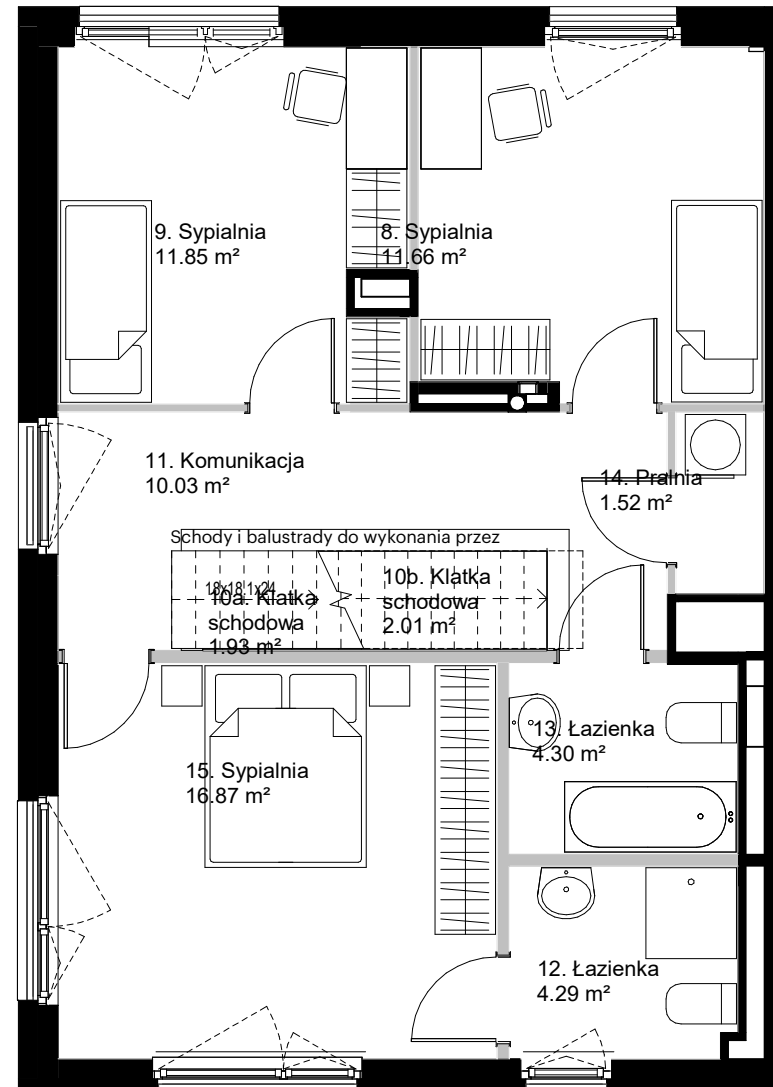 9. Sypialnia
11.85 m²
8. Sypialnia
11.66 m²
11. Komunikacja
10.03 m²
14. Pralnia
1.52 m²
Schody i balustrady do wykonania przez
18x18,1x24
10a. Klatka
schodowa
1.93 m²
10b. Klatka
schodowa
2.01 m²
13. Łazienka
4.30 m²
15. Sypialnia
16.87 m²
12. Łazienka
4.29 m²